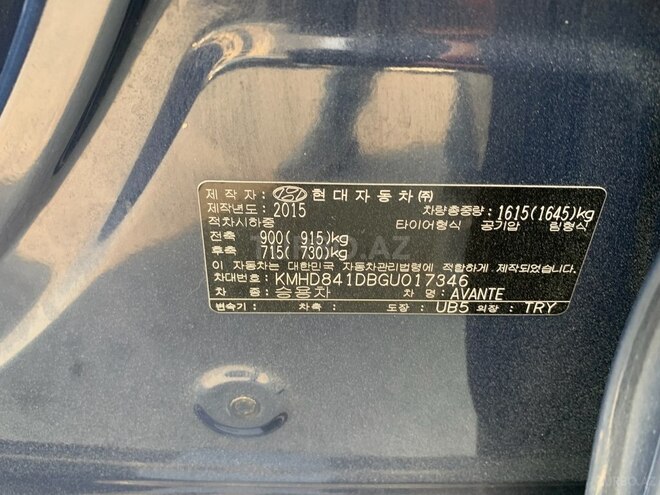 제작자: 현대자동차㈜
제작년도: 2015 차량총중량: 1615(1645)kg
적차시하중 타이어형식 공기압 림형식
전축 900( 915)kg
후축 715( 730)kg
이 자동차는 대한민국 자동차관리법령에 적합하게 제작되었습니다.
차대번호: KMHD841DBGU017346
차 종: 승용차 차 명: AVANTE
변속기: 차축: 도장: UB5 외장: TRY
TURBO.AZ